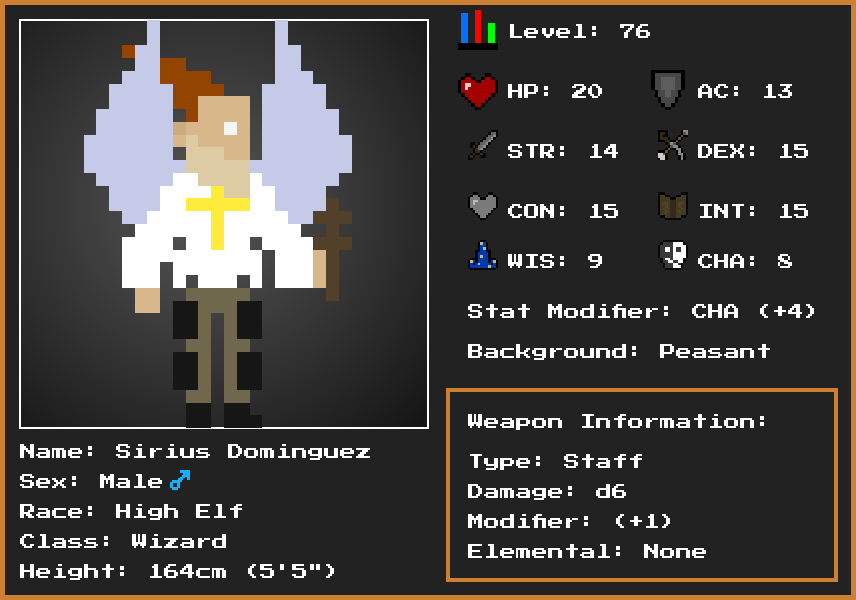 Level: 76
HP: 20
AC: 13
STR: 14
DEX: 15
CON: 15
INT: 15
WIS: 9
CHA: 8
Stat Modifier: CHA (+4)
Background: Peasant
Weapon Information:
Type: Staff
Damage: d6
Modifier: (+1)
Elemental: None
Name: Sirius Dominguez
Sex: Male♂
Race: High Elf
Class: Wizard
Height: 164cm (5'5")